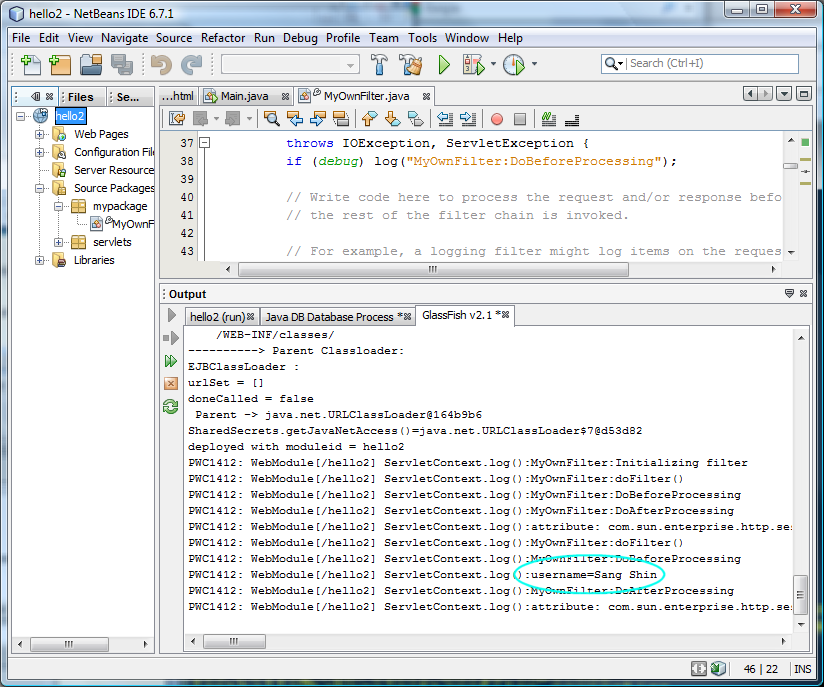 hello2 - NetBeans IDE 6.7.1
File Edit View Navigate Source Refactor Run Debug Profile Team Tools Window Help
Search (Ctrl+I)
Files Se...
...html Main.java MyOwnFilter.java
hello2
Web Pages
Configuration File
Server Resource
Source Packages
mypackage
MyOwnF
servlets
Libraries
37 throws IOException, ServletException {
38 if (debug) log("MyOwnFilter:DoBeforeProcessing");
39
40 // Write code here to process the request and/or response befo
41 // the rest of the filter chain is invoked.
42
43 // For example, a logging filter might log items on the reques
Output
hello2 (run) Java DB Database Process * GlassFish v2.1 *
/WEB-INF/classes/
----------> Parent Classloader:
EJBClassLoader :
urlSet = []
doneCalled = false
Parent -> java.net.URLClassLoader@164b9b6
SharedSecrets.getJavaNetAccess()=java.net.URLClassLoader$7@d53d82
deployed with moduleid = hello2
PWC1412: WebModule[/hello2] ServletContext.log():MyOwnFilter:Initializing filter
PWC1412: WebModule[/hello2] ServletContext.log():MyOwnFilter:doFilter()
PWC1412: WebModule[/hello2] ServletContext.log():MyOwnFilter:DoBeforeProcessing
PWC1412: WebModule[/hello2] ServletContext.log():MyOwnFilter:DoAfterProcessing
PWC1412: WebModule[/hello2] ServletContext.log():attribute: com.sun.enterprise.http.ses
PWC1412: WebModule[/hello2] ServletContext.log():MyOwnFilter:doFilter()
PWC1412: WebModule[/hello2] ServletContext.log():MyOwnFilter:DoBeforeProcessing
PWC1412: WebModule[/hello2] ServletContext.log():username=Sang Shin
PWC1412: WebModule[/hello2] ServletContext.log():MyOwnFilter:DoAfterProcessing
PWC1412: WebModule[/hello2] ServletContext.log():attribute: com.sun.enterprise.http.ses
46 | 22 INS